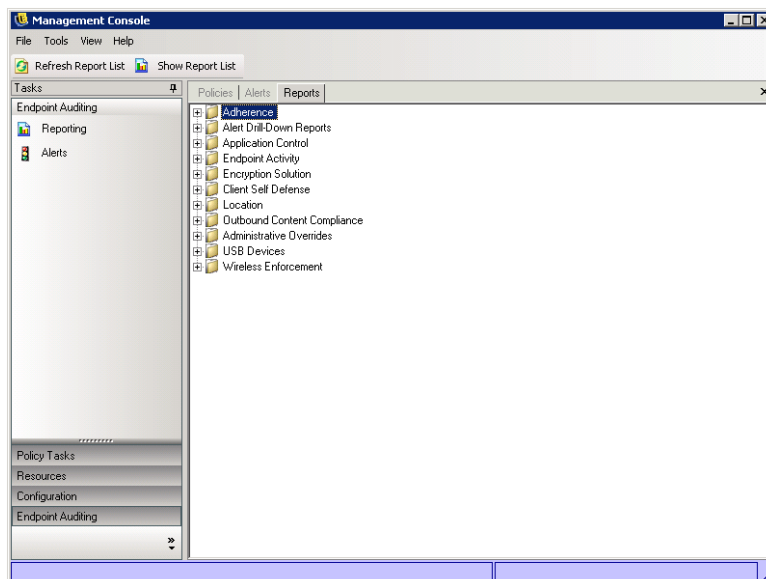 Management Console
File Tools View Help
Refresh Report List Show Report List
Tasks
Policies Alerts Reports
Endpoint Auditing
Reporting
Alerts
Adherence
Alert Drill-Down Reports
Application Control
Endpoint Activity
Encryption Solution
Client Self Defense
Location
Outbound Content Compliance
Administrative Overrides
USB Devices
Wireless Enforcement
Policy Tasks
Resources
Configuration
Endpoint Auditing